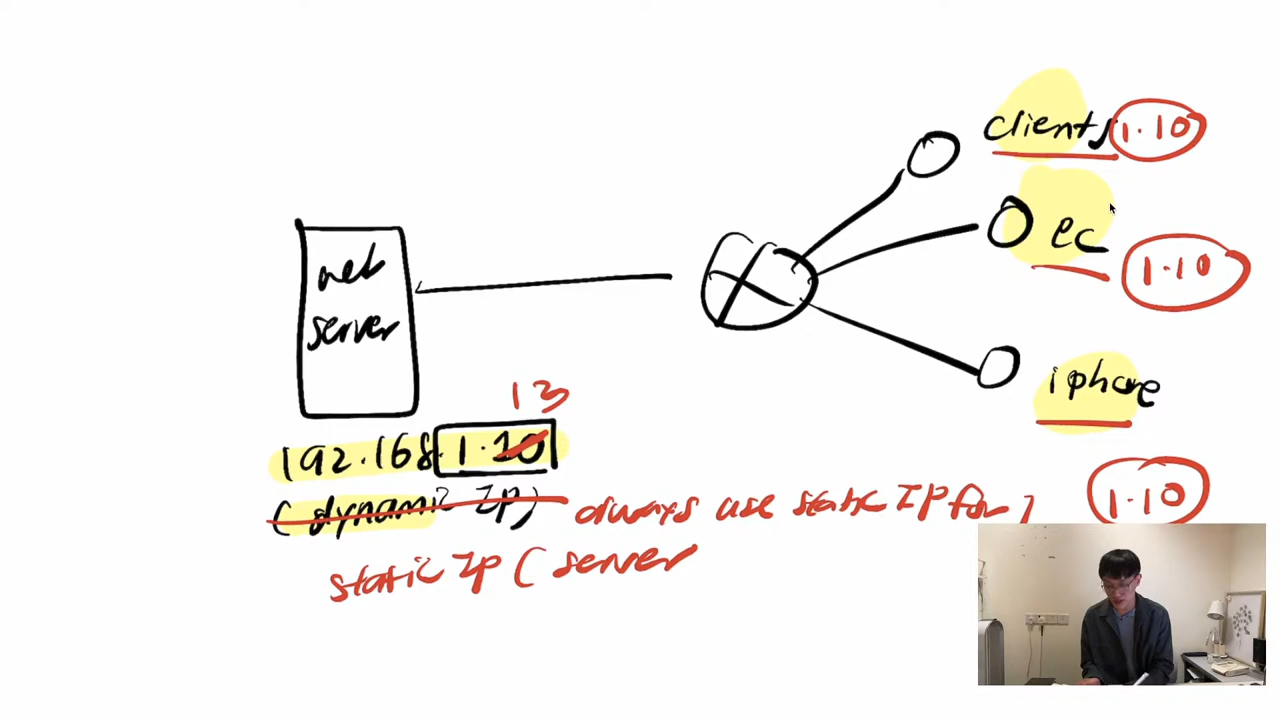 clients 1.10
ec
1.10
web
server
iphone
13
192.168.1.10
(dynamic IP)
always use static IP for
1.10
static IP (server